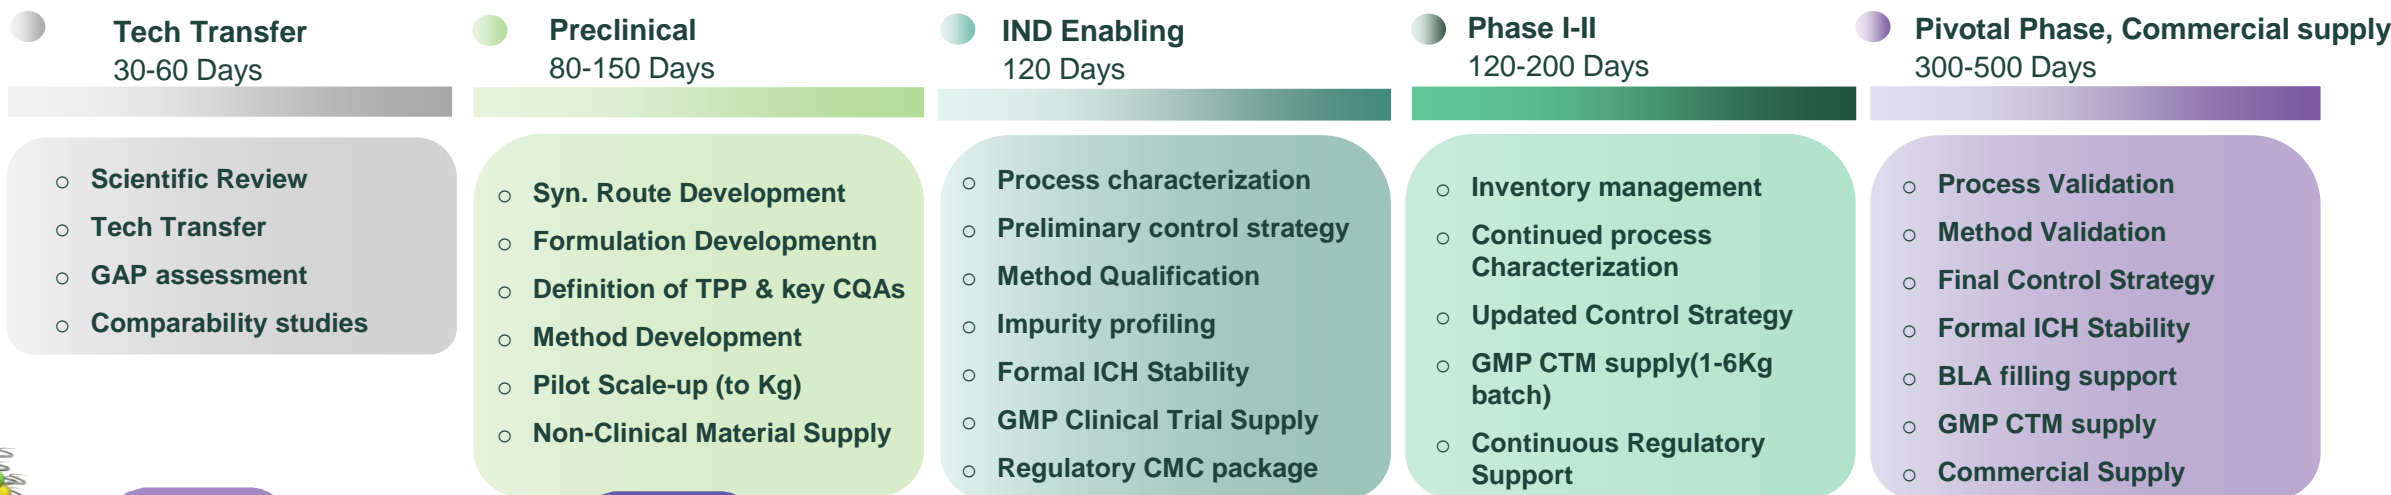 Tech Transfer
30-60 Days
Scientific Review
Tech Transfer
GAP assessment
Comparability studies
Preclinical
80-150 Days
Syn. Route Development
Formulation Developmentn
Definition of TPP & key CQAs
Method Development
Pilot Scale-up (to Kg)
Non-Clinical Material Supply
IND Enabling
120 Days
Process characterization
Preliminary control strategy
Method Qualification
Impurity profiling
Formal ICH Stability
GMP Clinical Trial Supply
Regulatory CMC package
Phase I-II
120-200 Days
Inventory management
Continued process
Characterization
Updated Control Strategy
GMP CTM supply(1-6Kg
batch)
Continuous Regulatory
Support
Pivotal Phase, Commercial supply
300-500 Days
Process Validation
Method Validation
Final Control Strategy
Formal ICH Stability
BLA filling support
GMP CTM supply
Commercial Supply